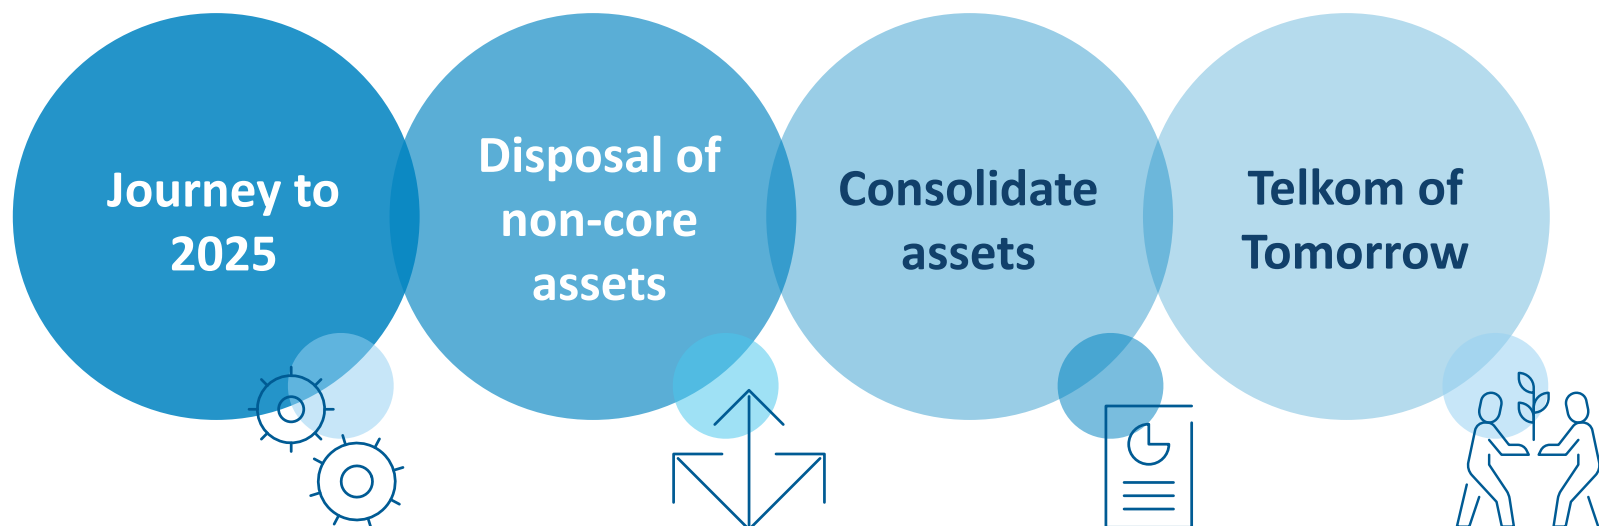 Journey to
2025
Disposal of
non-core
assets
Consolidate
assets
Telkom of
Tomorrow